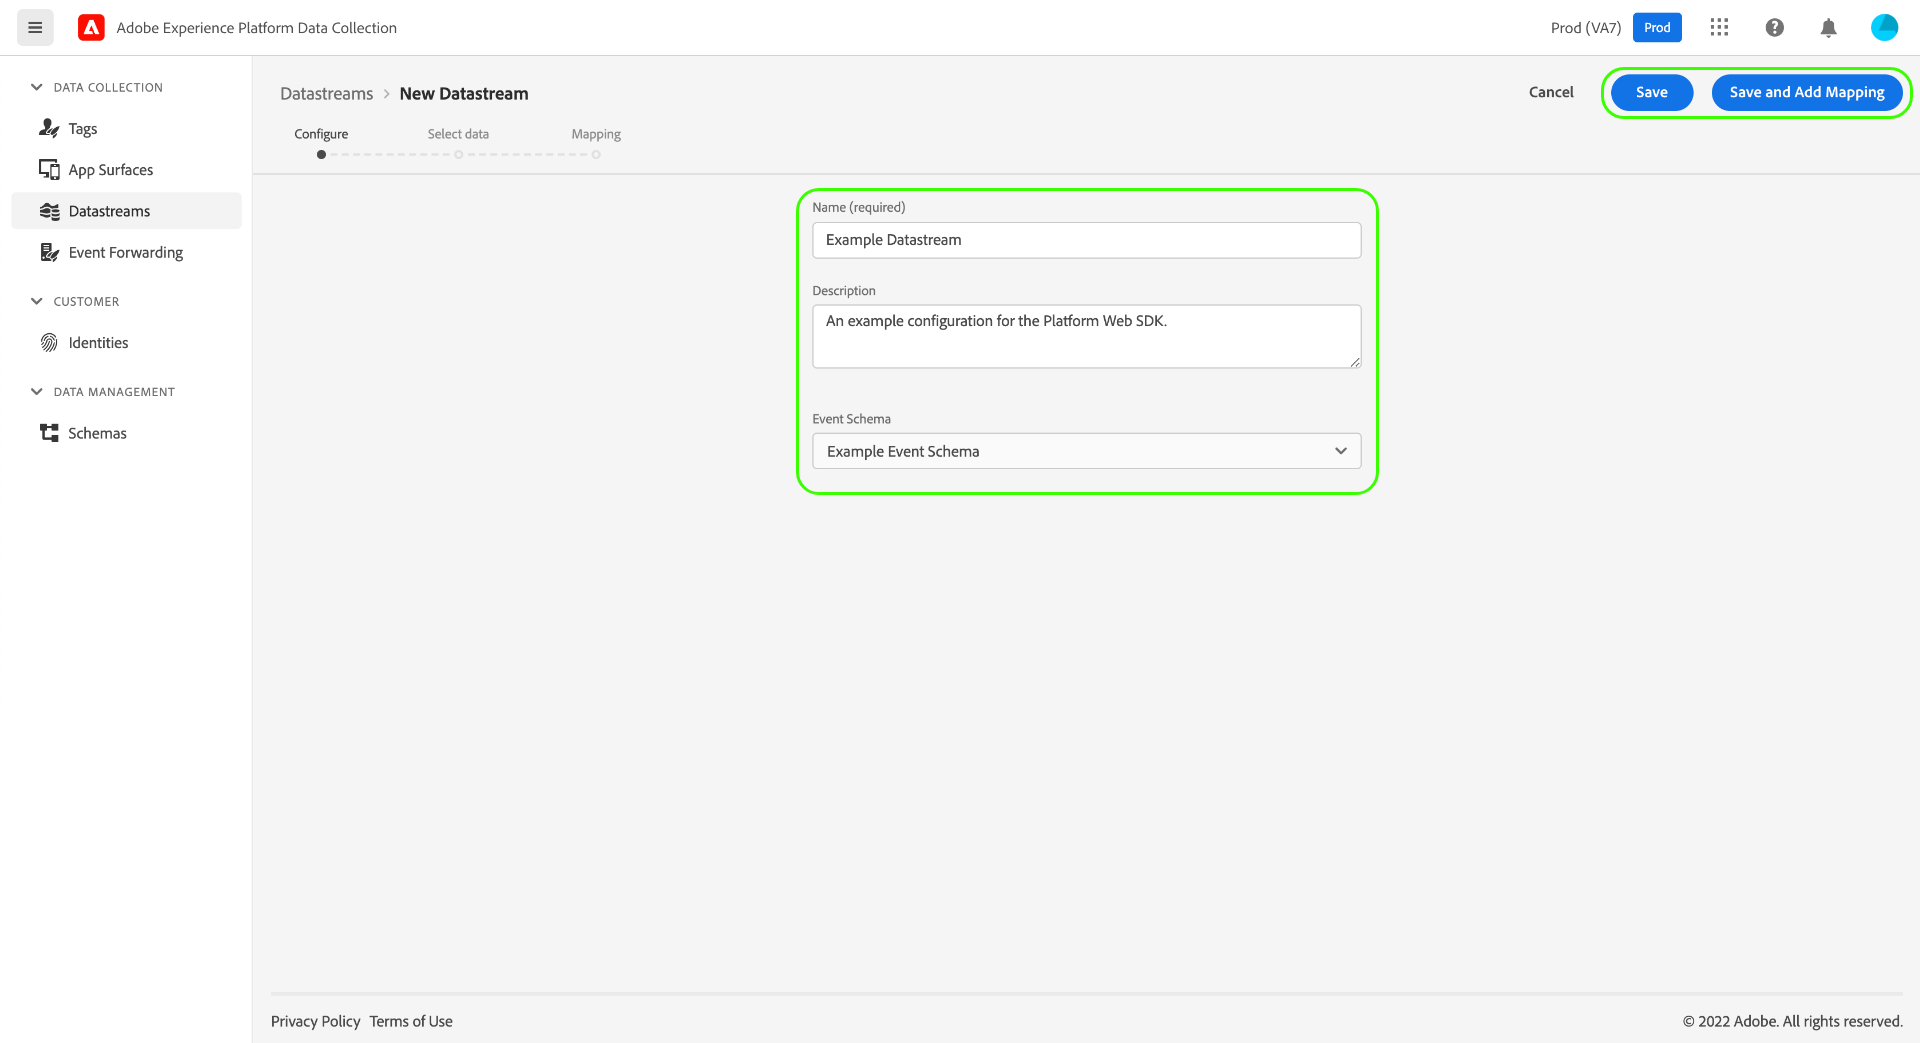 Adobe Experience Platform Data Collection
Prod (VA7)
Prod
DATA COLLECTION
Tags
App Surfaces
Datastreams
Event Forwarding
CUSTOMER
Identities
DATA MANAGEMENT
Schemas
Datastreams > New Datastream
Cancel
Save
Save and Add Mapping
Configure
Select data
Mapping
Name (required)
Example Datastream
Description
An example configuration for the Platform Web SDK.
Event Schema
Example Event Schema
Privacy Policy
Terms of Use
© 2022 Adobe. All rights reserved.